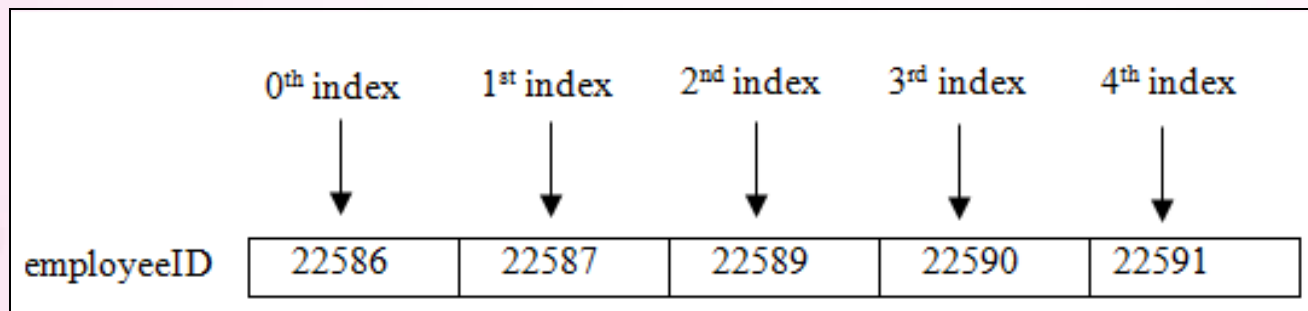 0th index 1st index 2nd index 3rd index 4th index
employeeID 22586 22587 22589 22590 22591